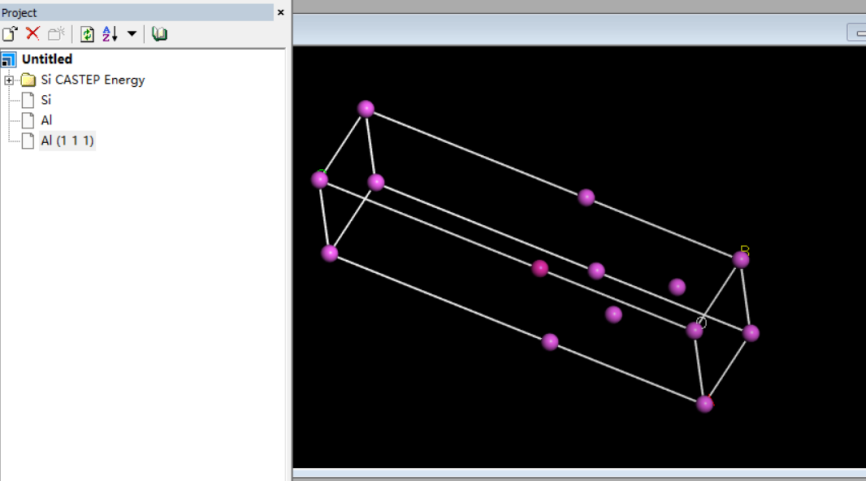 Project
Untitled
Si CASTEP Energy
Si
Al
Al (1 1 1)
B
O